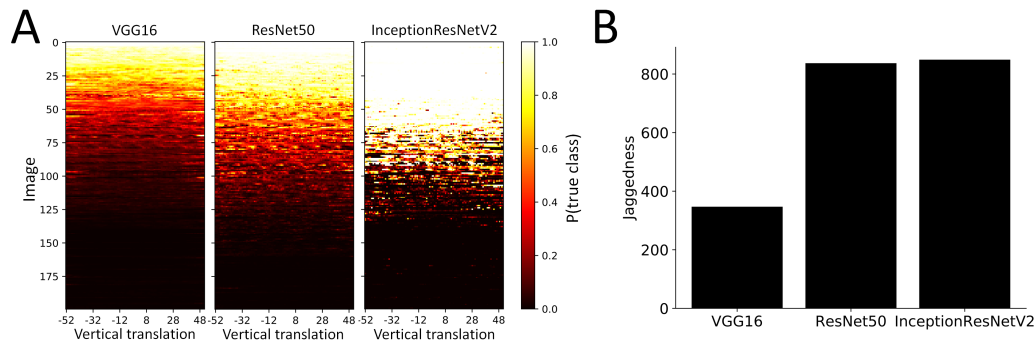 A
VGG16
ResNet50
InceptionResNetV2
Image
0
25
50
75
100
125
150
175
-52 -32 -12 8 28 48
-52 -32 -12 8 28 48
-52 -32 -12 8 28 48
Vertical translation
Vertical translation
Vertical translation
1.0
0.8
0.6
0.4
0.2
0.0
P(true class)
B
Jaggedness
800
600
400
200
0
VGG16
ResNet50
InceptionResNetV2